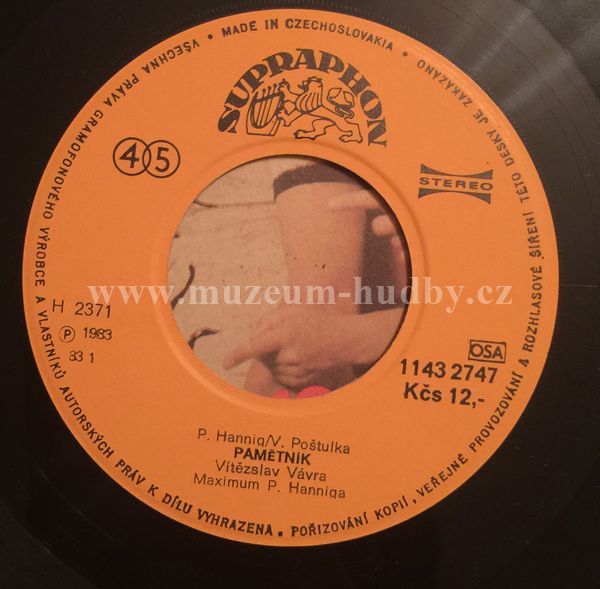 VŠECHNA PRÁVA GRAMOFONOVÉHO VÝROBCE A VLASTNÍKŮ AUTORSKÝCH PRÁV K DÍLU VYHRAZENA. POŘIZOVÁNÍ KOPIÍ, VEŘEJNÉ PROVOZOVÁNÍ A ROZHLASOVÉ ŠÍŘENÍ TÉTO DESKY JE ZAKÁZÁNO • MADE IN CZECHOSLOVAKIA •
SUPRAPHON
45
STEREO
www.muzeum-hudby.cz
H 2371
Ⓟ 1983
33 1
OSA
1143 2747
Kčs 12,-
P. Hannig/V. Poštulka
PAMĚTNÍK
Vítězslav Vávra
Maximum P. Hanniga